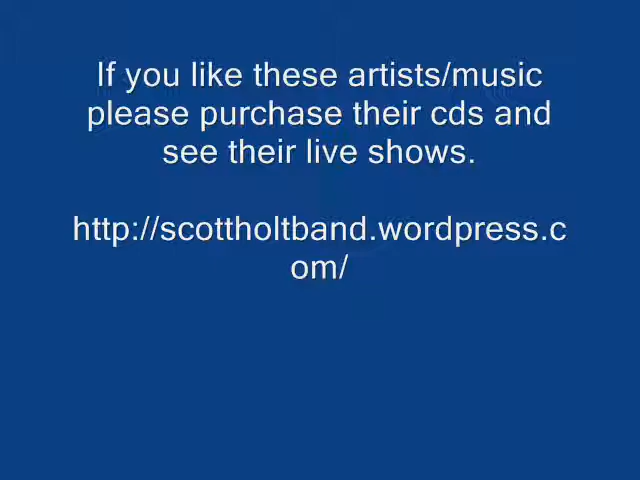 If you like these artists/music
please purchase their cds and
see their live shows.
http://scottholtband.wordpress.c
om/